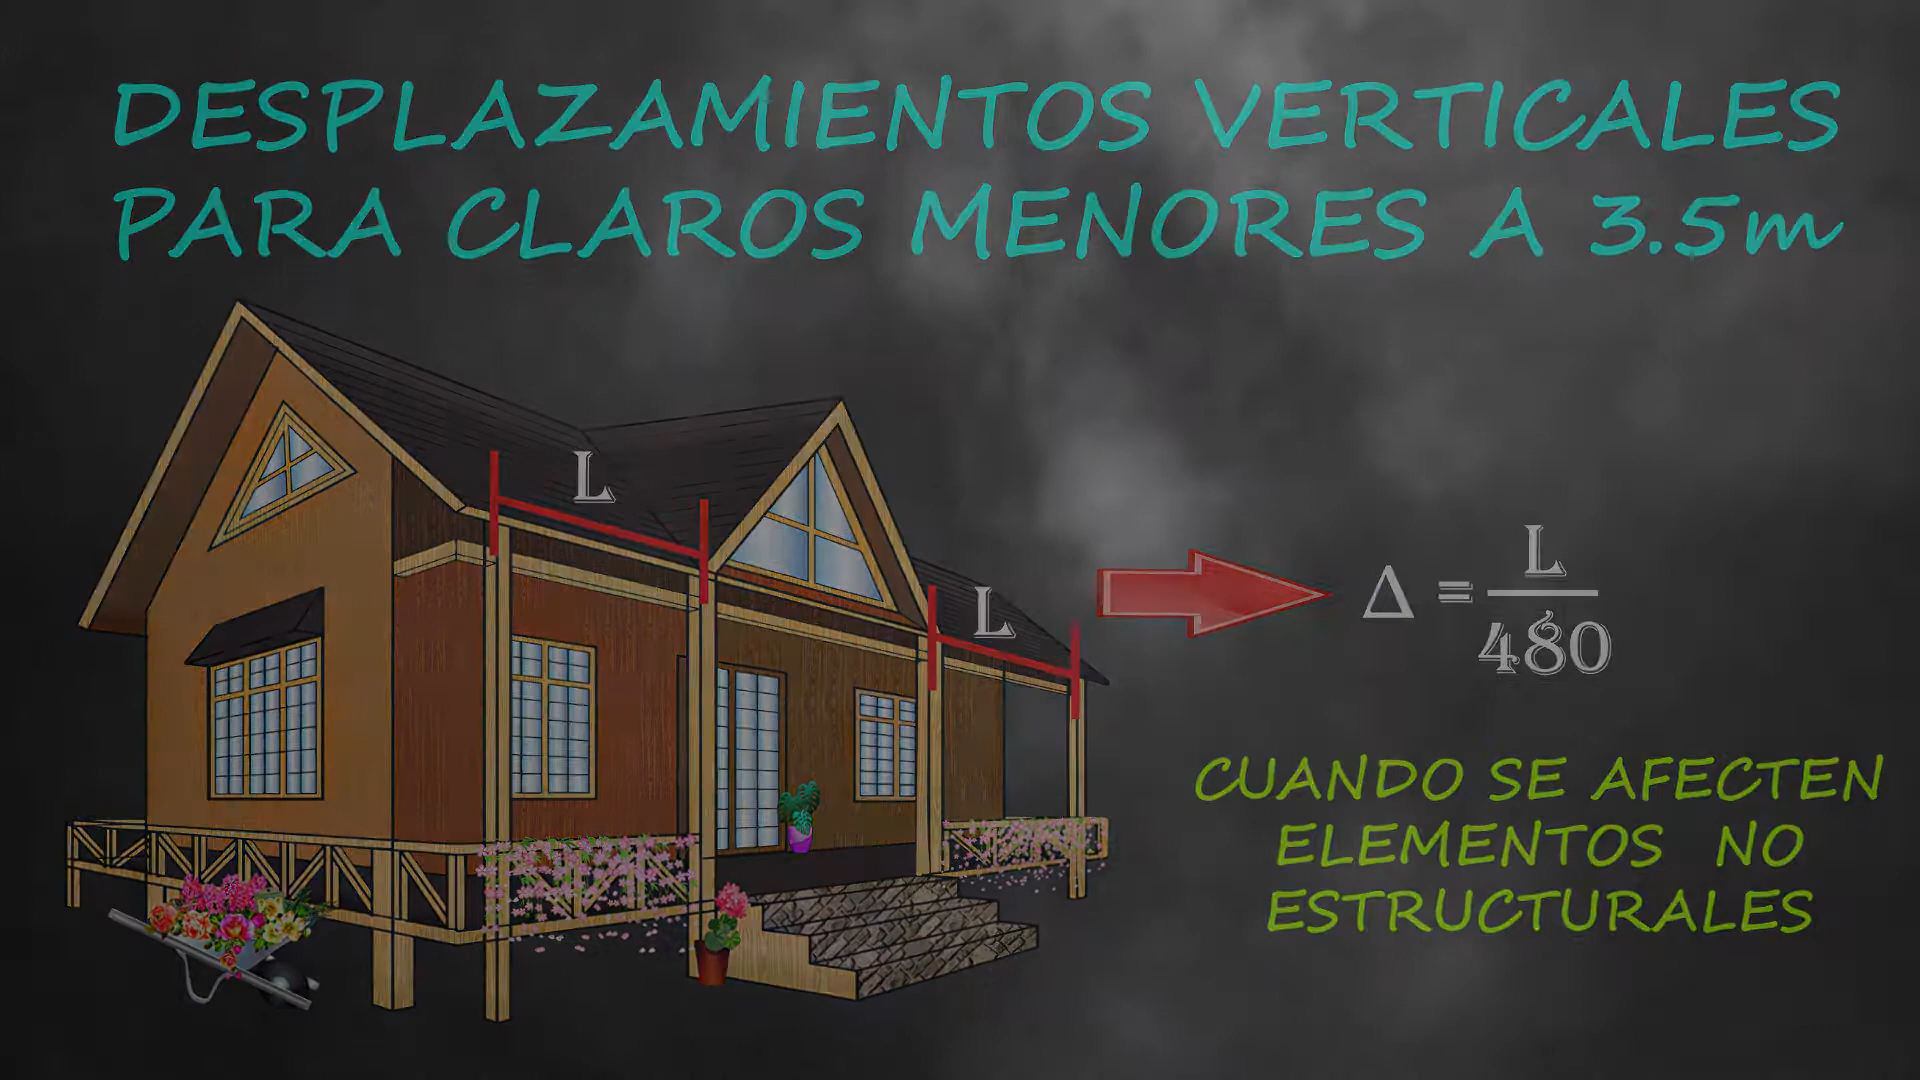 DESPLAZAMIENTOS VERTICALES
PARA CLAROS MENORES A 3.5m
L
L
Δ = L
480
CUANDO SE AFECTEN
ELEMENTOS NO
ESTRUCTURALES